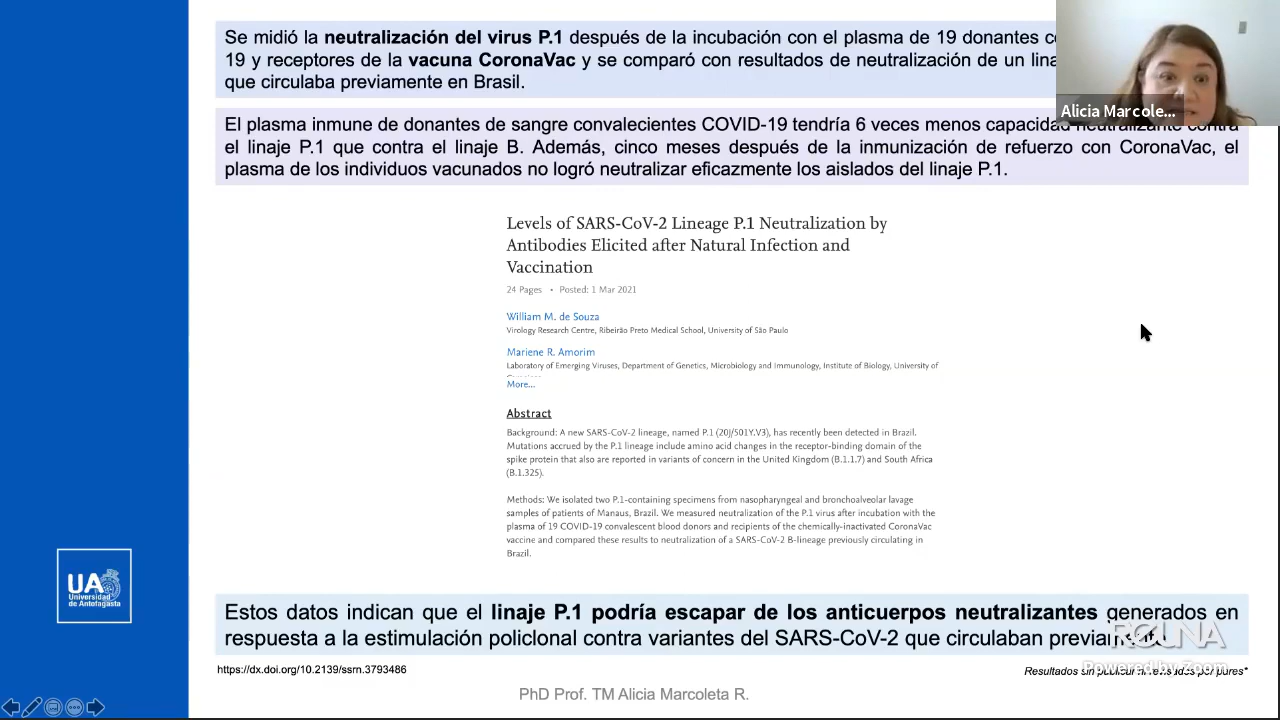 Se midió la neutralización del virus P.1 después de la incubación con el plasma de 19 donantes
19 y receptores de la vacuna CoronaVac y se comparó con resultados de neutralización de un
que circulaba previamente en Brasil.
Alicia Marcole...
El plasma inmune de donantes de sangre convalecientes COVID-19 tendría 6 veces menos capacidad neutralizante contra
el linaje P.1 que contra el linaje B. Además, cinco meses después de la inmunización de refuerzo con CoronaVac, el
plasma de los individuos vacunados no logró neutralizar eficazmente los aislados del linaje P.1.
Levels of SARS-CoV-2 Lineage P.1 Neutralization by
Antibodies Elicited after Natural Infection and
Vaccination
24 Pages • Posted: 1 Mar 2021
William M. de Souza
Virology Research Centre, Ribeirão Preto Medical School, University of São Paulo
Mariene R. Amorim
Laboratory of Emerging Viruses, Department of Genetics, Microbiology and Immunology, Institute of Biology, University of
More...
Abstract
Background: A new SARS-CoV-2 lineage, named P.1 (20J/501Y.V3), has recently been detected in Brazil.
Mutations accrued by the P.1 lineage include amino acid changes in the receptor-binding domain of the
spike protein that also are reported in variants of concern in the United Kingdom (B.1.1.7) and South Africa
(B.1.325).
Methods: We isolated two P.1-containing specimens from nasopharyngeal and bronchoalveolar lavage
samples of patients of Manaus, Brazil. We measured neutralization of the P.1 virus after incubation with the
plasma of 19 COVID-19 convalescent blood donors and recipients of the chemically-inactivated CoronaVac
vaccine and compared these results to neutralization of a SARS-CoV-2 B-lineage previously circulating in
Brazil.
UA
Universidad
de Antofagasta
Estos datos indican que el linaje P.1 podría escapar de los anticuerpos neutralizantes generados en
respuesta a la estimulación policlonal contra variantes del SARS-CoV-2 que circulaban
REUNA
Powered by Zoom
https://dx.doi.org/10.2139/ssrn.3793486
Resultados sin publicar ni revisados por pares*
PhD Prof. TM Alicia Marcoleta R.